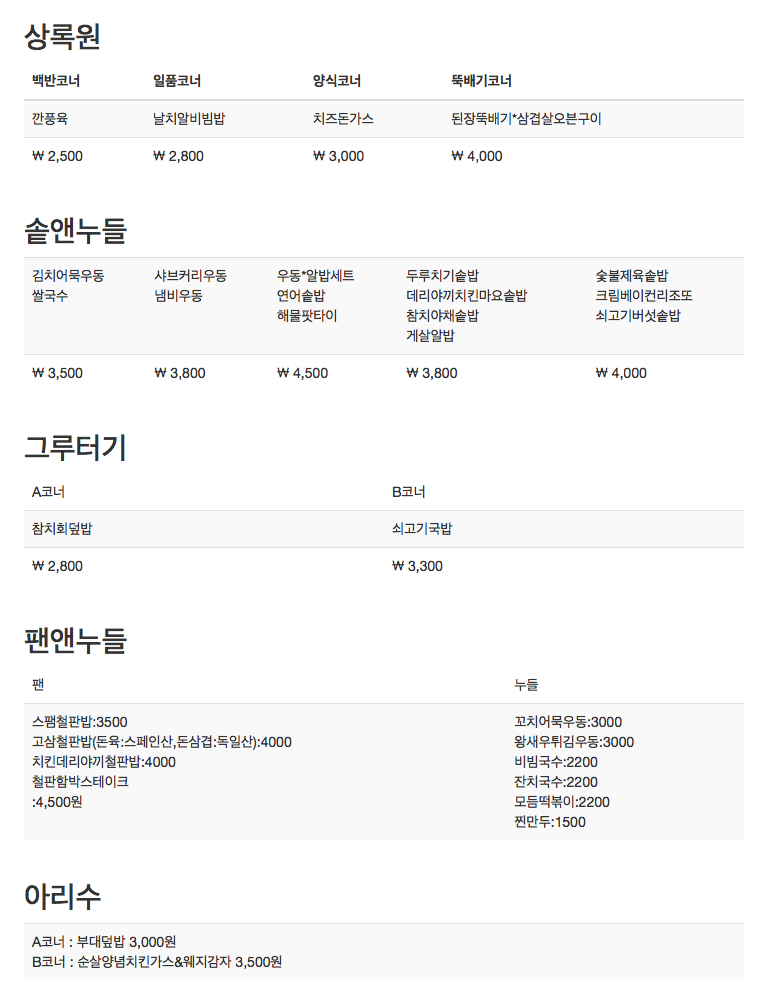 상록원
백반코너 일품코너 양식코너 뚝배기코너
깐풍육 날치알비빔밥 치즈돈가스 된장뚝배기*삼겹살오븐구이
₩ 2,500 ₩ 2,800 ₩ 3,000 ₩ 4,000
솥앤누들
김치어묵우동 샤브커리우동 우동*알밥세트 두루치기솥밥 숯불제육솥밥
쌀국수 냄비우동 연어솥밥 데리야끼치킨마요솥밥 크림베이컨리조또
해물팟타이 참치야채솥밥 쇠고기버섯솥밥
게살알밥
₩ 3,500 ₩ 3,800 ₩ 4,500 ₩ 3,800 ₩ 4,000
그루터기
A코너 B코너
참치회덮밥 쇠고기국밥
₩ 2,800 ₩ 3,300
팬앤누들
팬 누들
스팸철판밥:3500 꼬치어묵우동:3000
고삼철판밥(돈육:스페인산,돈삼겹:독일산):4000 왕새우튀김우동:3000
치킨데리야끼철판밥:4000 비빔국수:2200
철판함박스테이크 잔치국수:2200
:4,500원 모듬떡볶이:2200
찐만두:1500
아리수
A코너 : 부대덮밥 3,000원
B코너 : 순살양념치킨가스&웨지감자 3,500원